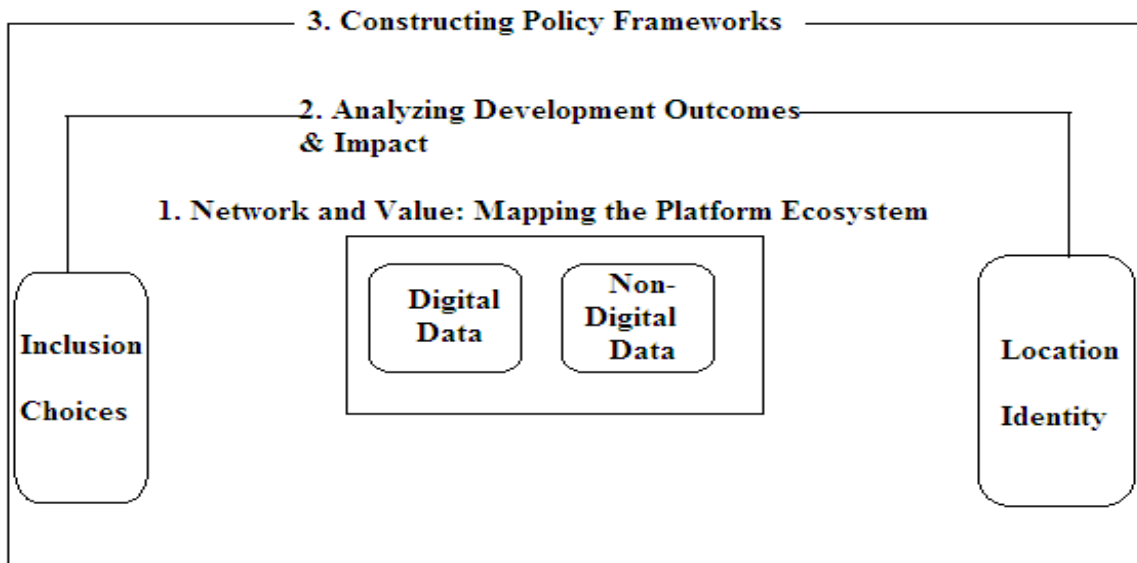 3. Constructing Policy Frameworks
2. Analyzing Development Outcomes
& Impact
1. Network and Value: Mapping the Platform Ecosystem
Digital
Data
Non-
Digital
Data
Inclusion
Choices
Location
Identity